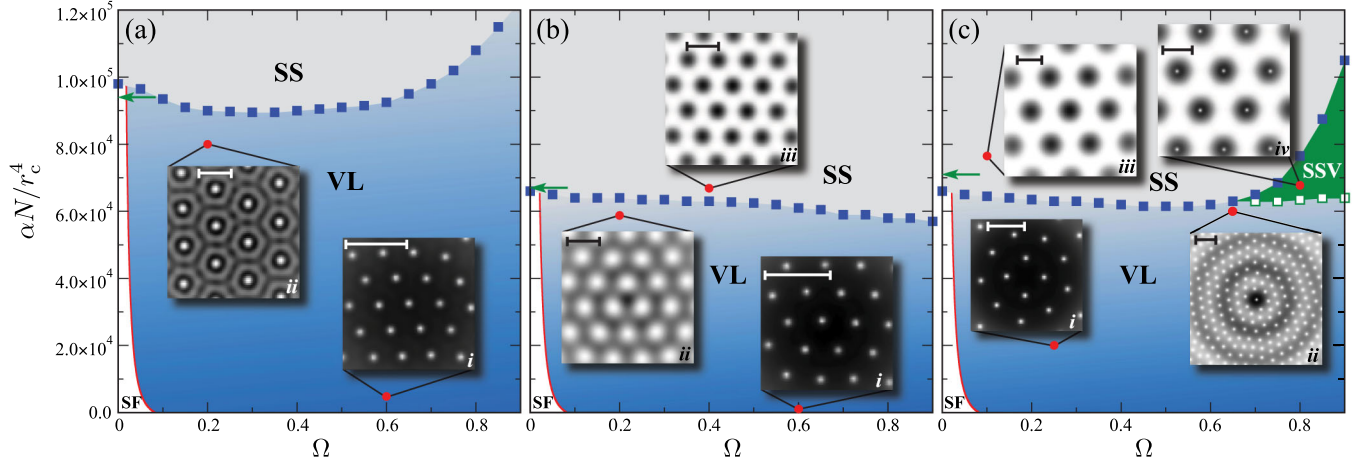 (a)
SS
VL
ii
i
SF
αN/r_c^4
1.0×10⁵
8.0×10⁴
6.0×10⁴
4.0×10⁴
2.0×10⁴
0.0
0 0.2 0.4 0.6 0.8
Ω
(b)
iii
SS
VL
ii
i
SF
0 0.2 0.4 0.6 0.8
Ω
(c)
iii
iv
SS
SSV
VL
i
ii
SF
0 0.2 0.4 0.6 0.8
Ω